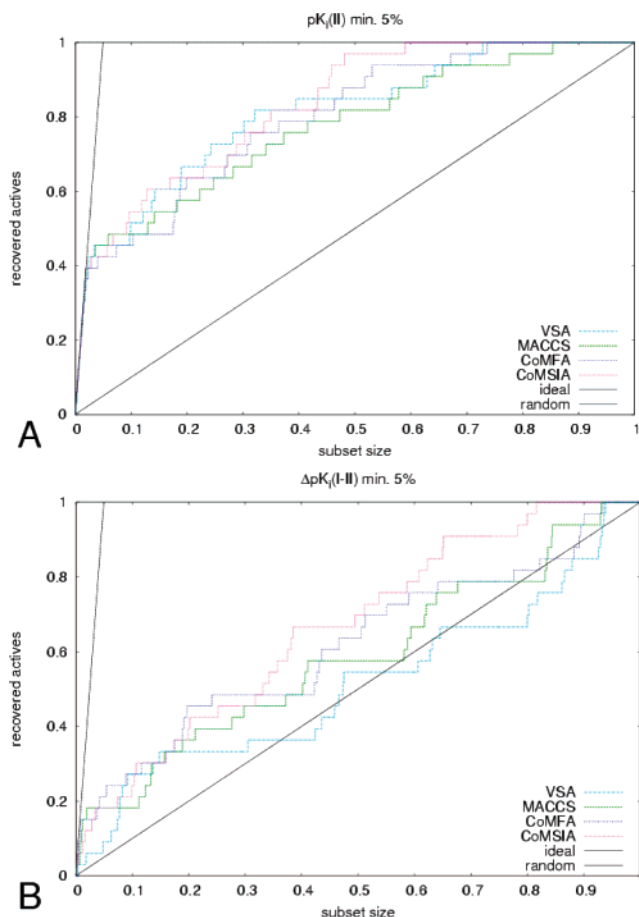 pKi(II) min. 5%
1
0.8
0.6
0.4
0.2
0
recovered actives
VSA
MACCS
CoMFA
CoMSIA
ideal
random
0 0.1 0.2 0.3 0.4 0.5 0.6 0.7 0.8 0.9 1
subset size
A
ΔpKi(I-II) min. 5%
1
0.8
0.6
0.4
0.2
0
recovered actives
VSA
MACCS
CoMFA
CoMSIA
ideal
random
0 0.1 0.2 0.3 0.4 0.5 0.6 0.7 0.8 0.9
subset size
B